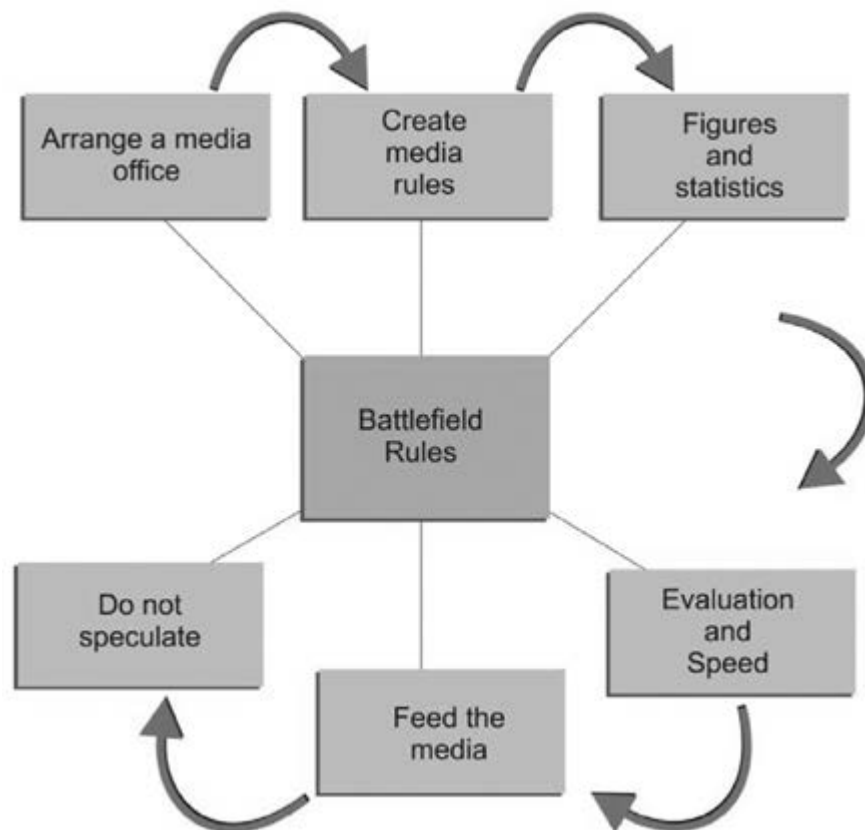 Arrange a media
office
Create
media
rules
Figures
and
statistics
Battlefield
Rules
Do not
speculate
Feed the
media
Evaluation
and
Speed